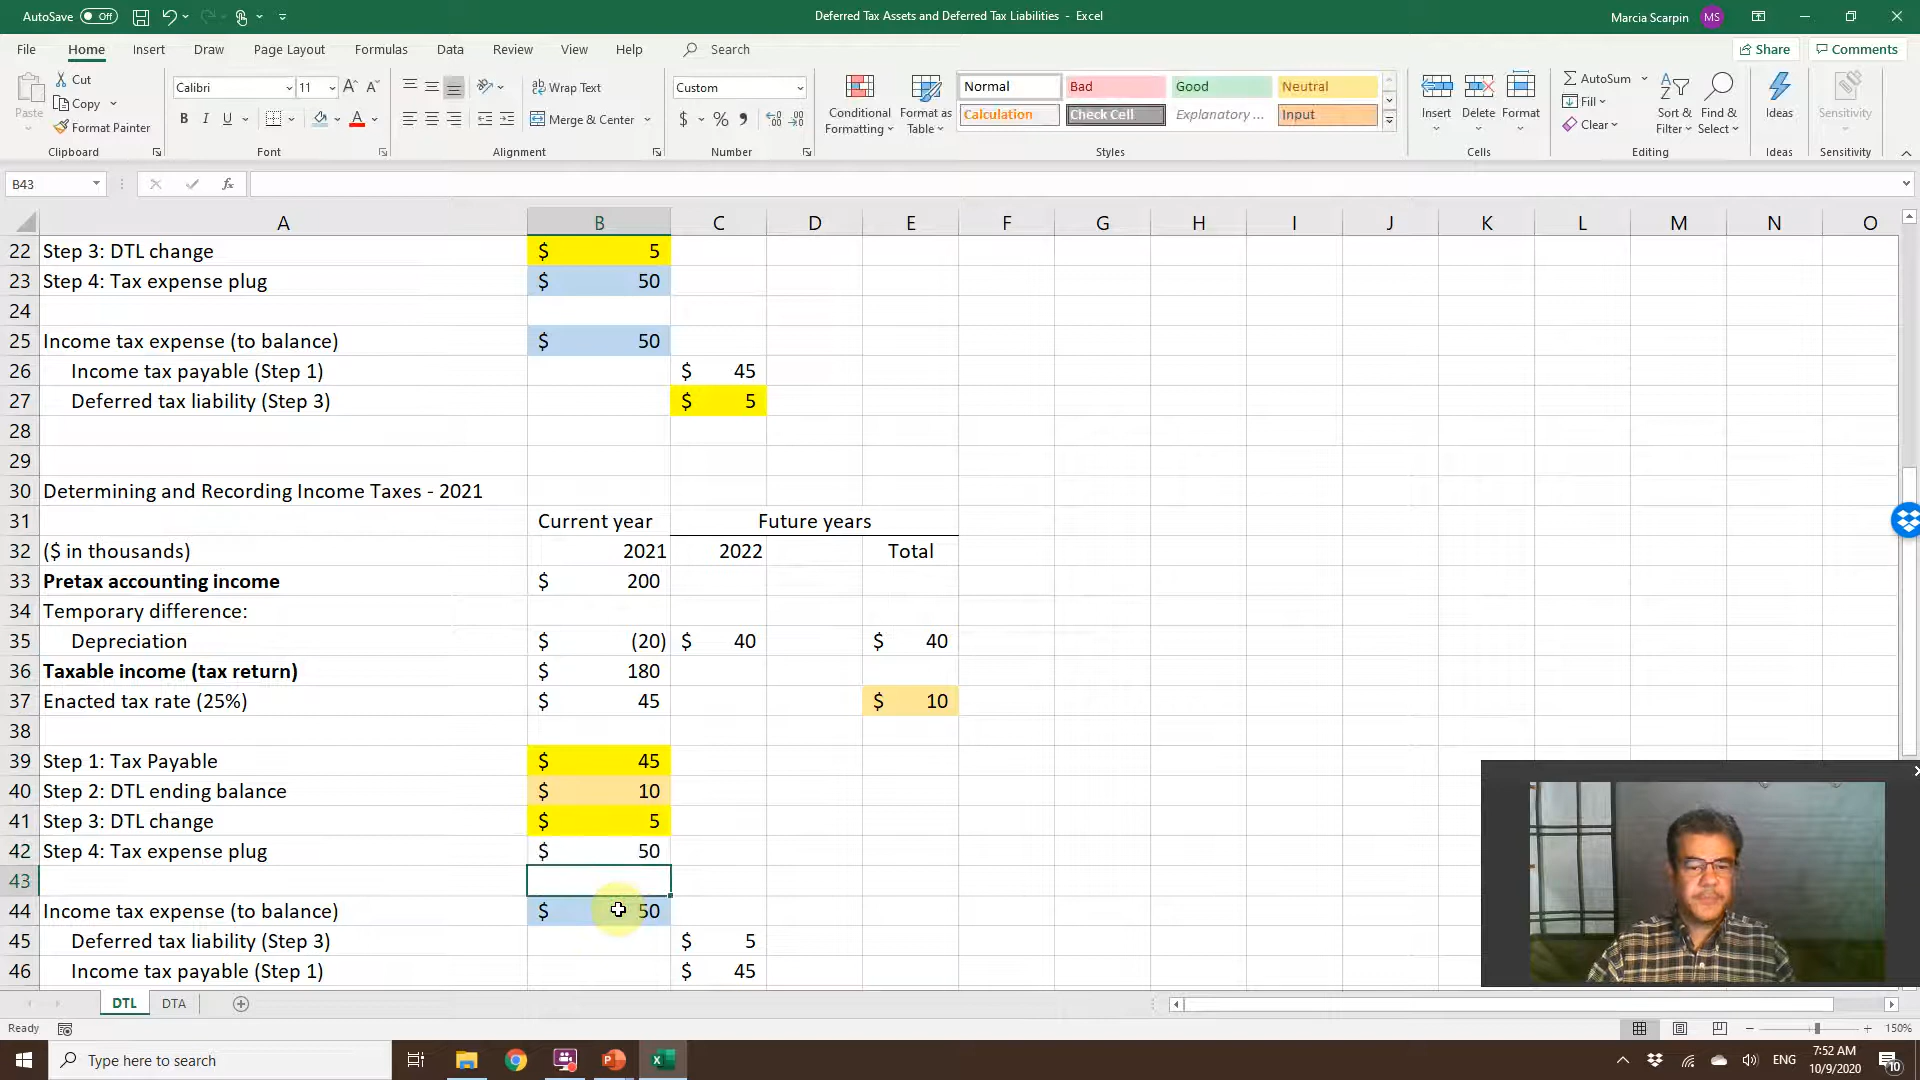 AutoSave Off
Deferred Tax Assets and Deferred Tax Liabilities - Excel
Marcia Scarpin MS
File Home Insert Draw Page Layout Formulas Data Review View Help Search
Share Comments
Paste
Cut
Copy
Format Painter
Clipboard
Calibri 11
B I U A
Font
Wrap Text
Merge & Center
Alignment
Custom
$ % 9
Number
Conditional Formatting
Format as Table
Normal Bad Good Neutral
Calculation Check Cell Explanatory ... Input
Styles
Insert Delete Format
Cells
AutoSum
Fill
Clear
Sort & Filter
Find & Select
Editing
Ideas
Ideas
Sensitivity
Sensitivity
B43 fx
A B C D E F G H I J K L M N O
22 Step 3: DTL change $ 5
23 Step 4: Tax expense plug $ 50
24
25 Income tax expense (to balance) $ 50
26 Income tax payable (Step 1) $ 45
27 Deferred tax liability (Step 3) $ 5
28
29
30 Determining and Recording Income Taxes - 2021
31 Current year Future years
32 ($ in thousands) 2021 2022 Total
33 Pretax accounting income $ 200
34 Temporary difference:
35 Depreciation $ (20) $ 40 $ 40
36 Taxable income (tax return) $ 180
37 Enacted tax rate (25%) $ 45 $ 10
38
39 Step 1: Tax Payable $ 45
40 Step 2: DTL ending balance $ 10
41 Step 3: DTL change $ 5
42 Step 4: Tax expense plug $ 50
43
44 Income tax expense (to balance) $ 50
45 Deferred tax liability (Step 3) $ 5
46 Income tax payable (Step 1) $ 45
DTL DTA
Ready
150%
Type here to search
ENG
7:52 AM
10/9/2020
10